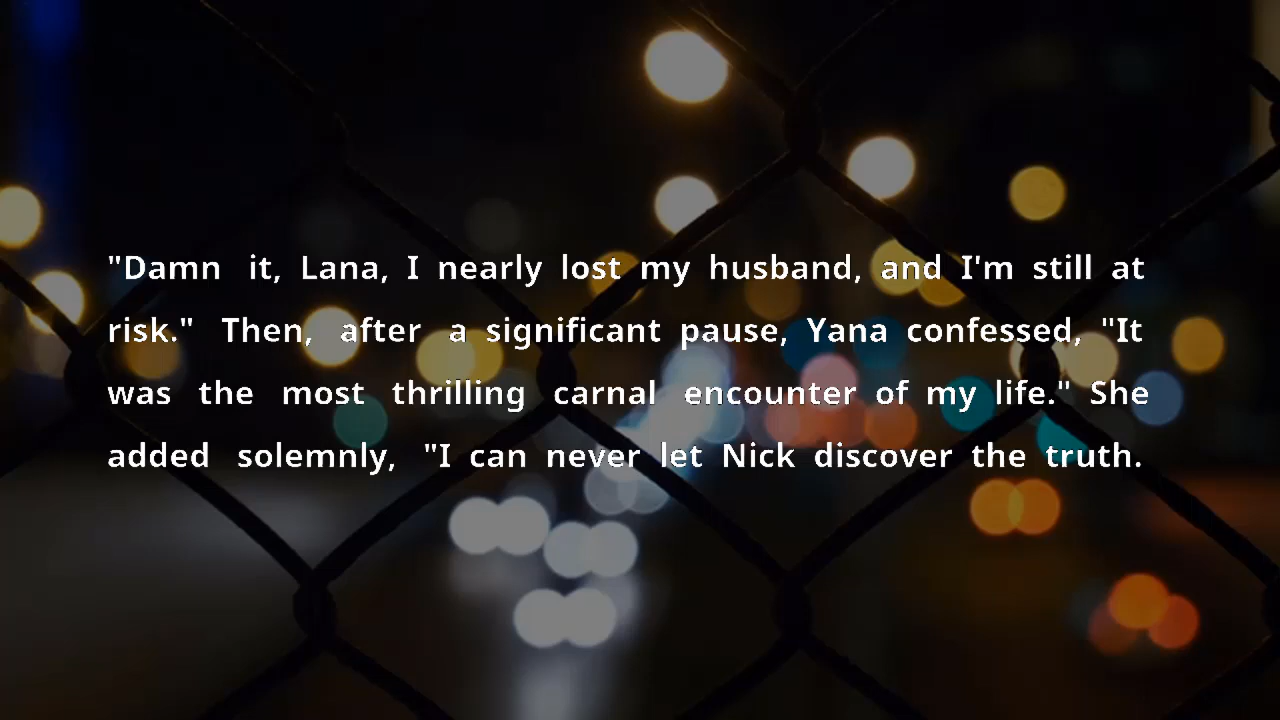 "Damn it, Lana, I nearly lost my husband, and I'm still at
risk." Then, after a significant pause, Yana confessed, "It
was the most thrilling carnal encounter of my life." She
added solemnly, "I can never let Nick discover the truth.